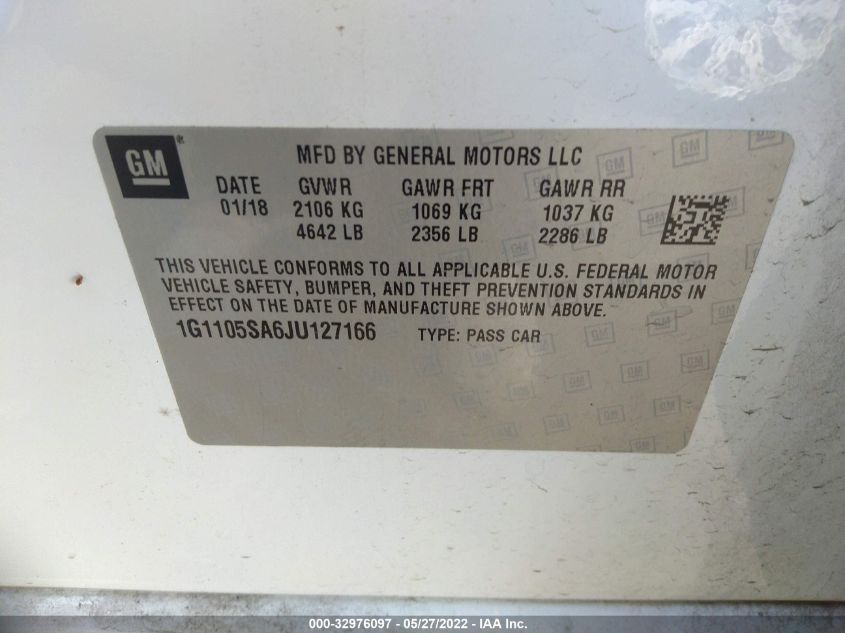 GM
MFD BY GENERAL MOTORS LLC
DATE GVWR GAWR FRT GAWR RR
01/18 2106 KG 1069 KG 1037 KG
4642 LB 2356 LB 2286 LB
THIS VEHICLE CONFORMS TO ALL APPLICABLE U.S. FEDERAL MOTOR
VEHICLE SAFETY, BUMPER, AND THEFT PREVENTION STANDARDS IN
EFFECT ON THE DATE OF MANUFACTURE SHOWN ABOVE.
1G1105SA6JU127166 TYPE: PASS CAR
000-32976097 - 05/27/2022 - IAA Inc.